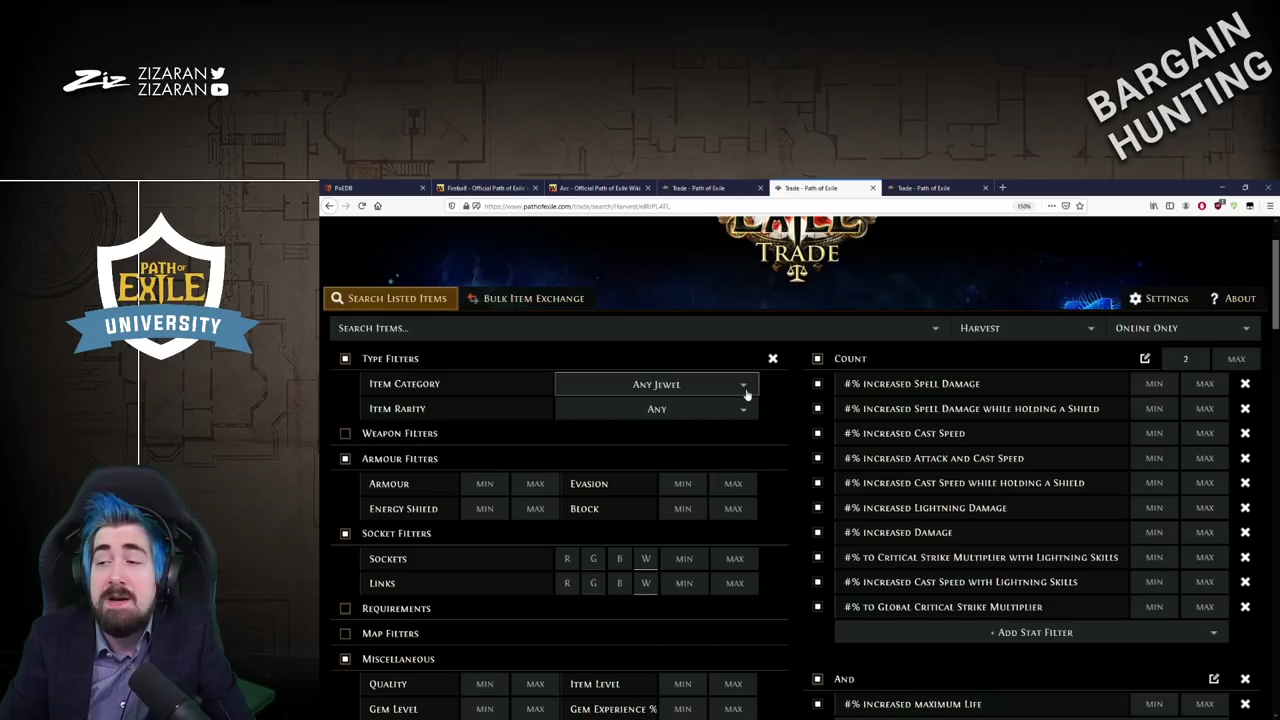 Ziz
ZIZARAN
ZIZARAN
BARGAIN
HUNTING
PATH OF
EXILE
UNIVERSITY
PoEDB
Fireball - Official Path of Exile
Arc - Official Path of Exile Wiki
Trade - Path of Exile
Trade - Path of Exile
Trade - Path of Exile
150%
EXILE
TRADE
SEARCH LISTED ITEMS
BULK ITEM EXCHANGE
SETTINGS
? ABOUT
SEARCH ITEMS...
HARVEST
ONLINE ONLY
TYPE FILTERS
ITEM CATEGORY
ANY JEWEL
ITEM RARITY
ANY
WEAPON FILTERS
ARMOUR FILTERS
ARMOUR MIN MAX EVASION MIN MAX
ENERGY SHIELD MIN MAX BLOCK MIN MAX
SOCKET FILTERS
SOCKETS R G B W MIN MAX
LINKS R G B W MIN MAX
REQUIREMENTS
MAP FILTERS
MISCELLANEOUS
QUALITY MIN MAX ITEM LEVEL MIN MAX
GEM LEVEL MIN MAX GEM EXPERIENCE % MIN MAX
COUNT 2 MAX
#% INCREASED SPELL DAMAGE MIN MAX
#% INCREASED SPELL DAMAGE WHILE HOLDING A SHIELD MIN MAX
#% INCREASED CAST SPEED MIN MAX
#% INCREASED ATTACK AND CAST SPEED MIN MAX
#% INCREASED CAST SPEED WHILE HOLDING A SHIELD MIN MAX
#% INCREASED LIGHTNING DAMAGE MIN MAX
#% INCREASED DAMAGE MIN MAX
#% TO CRITICAL STRIKE MULTIPLIER WITH LIGHTNING SKILLS MIN MAX
#% INCREASED CAST SPEED WITH LIGHTNING SKILLS MIN MAX
#% TO GLOBAL CRITICAL STRIKE MULTIPLIER MIN MAX
+ ADD STAT FILTER
AND
#% INCREASED MAXIMUM LIFE MIN MAX